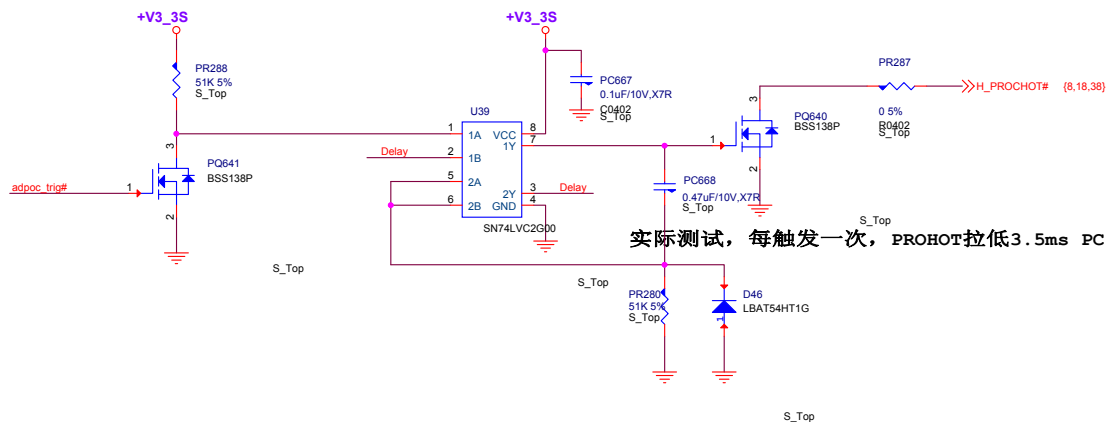 +V3_3S
+V3_3S
PR288
51K 5%
S_Top
PC667
0.1uF/10V,X7R
C0402
S_Top
PR287
0 5%
R0402
S_Top
H_PROCHOT#
{8,18,38}
U39
1 1A VCC 8
1Y 7
Delay 2 1B
5 2A
6 2B
2Y 3 Delay
GND 4
SN74LVC2G00
3
PQ641
BSS138P
adpoc_trig# 1
2
3
PQ640
BSS138P
1
2
PC668
0.47uF/10V,X7R
S_Top
S_Top
实际测试，每触发一次，PROHOT拉低3.5ms PC
S_Top
S_Top
PR280
51K 5%
S_Top
D46
LBAT54HT1G
1
S_Top